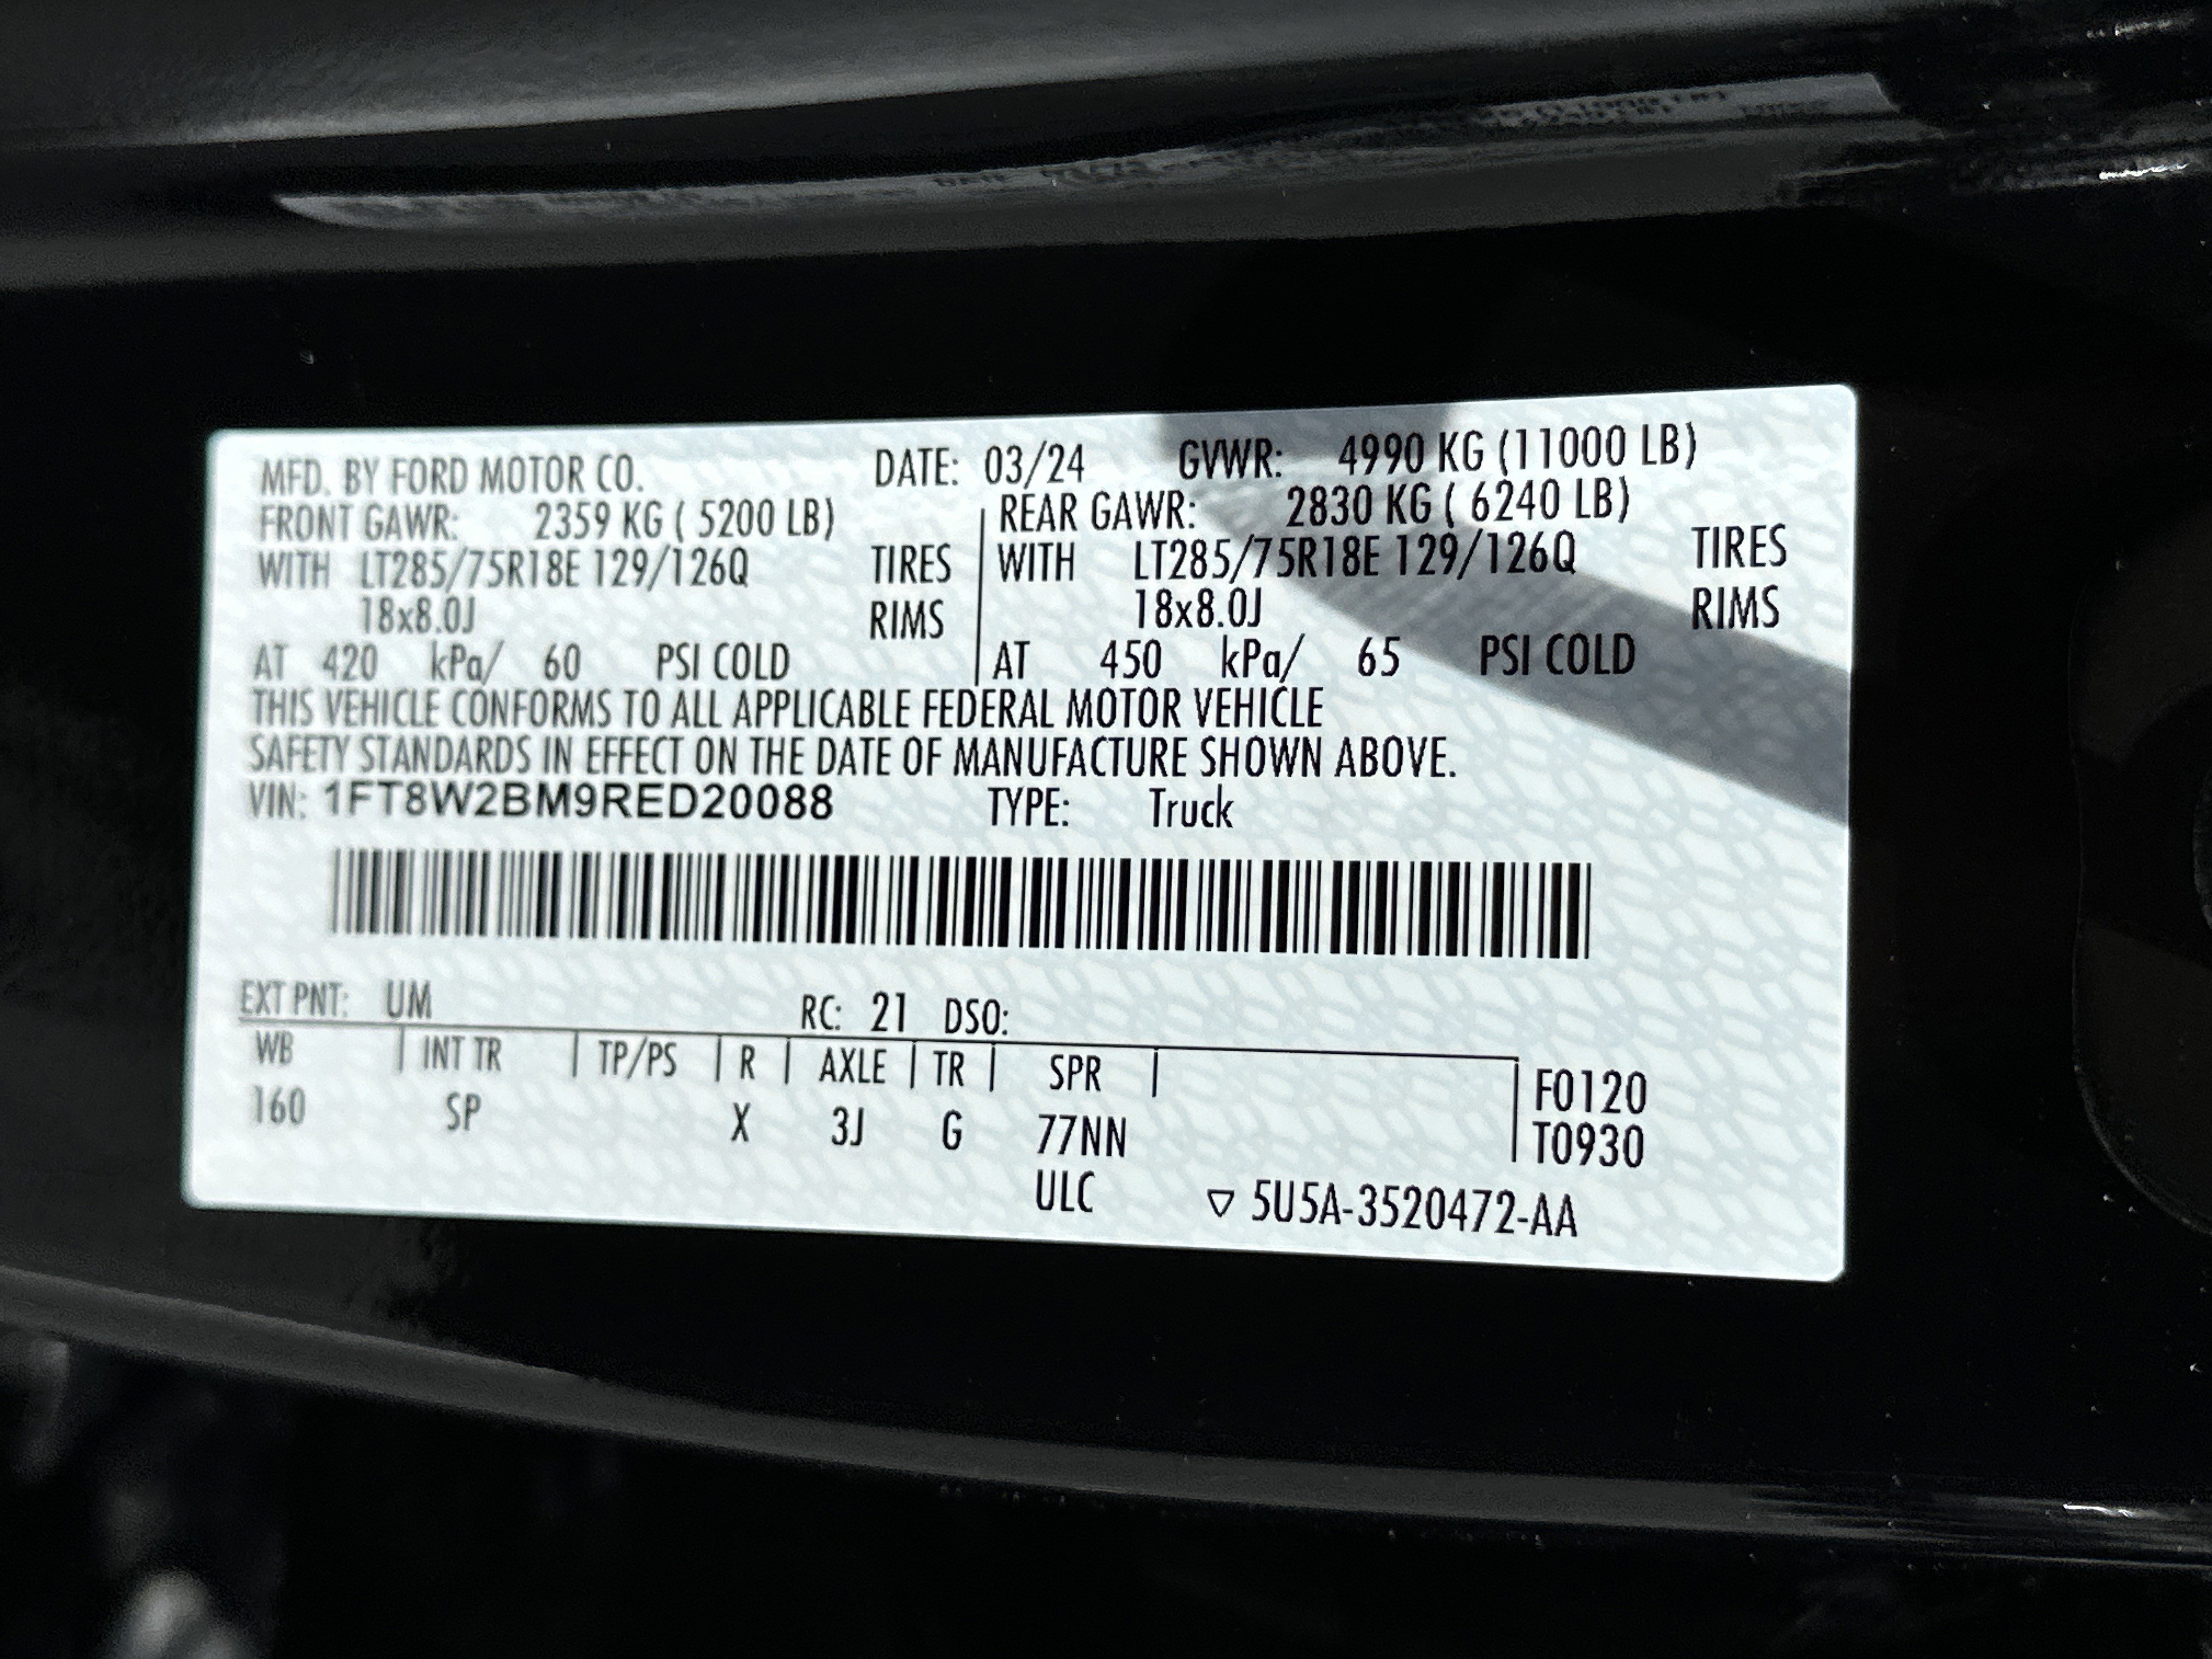 MFD. BY FORD MOTOR CO. DATE: 03/24 GVWR: 4990 KG (11000 LB)
FRONT GAWR: 2359 KG ( 5200 LB) REAR GAWR: 2830 KG ( 6240 LB)
WITH LT285/75R18E 129/126Q TIRES WITH LT285/75R18E 129/126Q TIRES
18x8.0J RIMS 18x8.0J RIMS
AT 420 kPa/ 60 PSI COLD AT 450 kPa/ 65 PSI COLD
THIS VEHICLE CONFORMS TO ALL APPLICABLE FEDERAL MOTOR VEHICLE
SAFETY STANDARDS IN EFFECT ON THE DATE OF MANUFACTURE SHOWN ABOVE.
VIN: 1FT8W2BM9RED20088 TYPE: Truck
EXT PNT: UM RC: 21 DSO:
WB | INT TR | TP/PS | R | AXLE | TR | SPR | F0120
160 SP X 3J G 77NN T0930
ULC ▽ 5U5A-3520472-AA